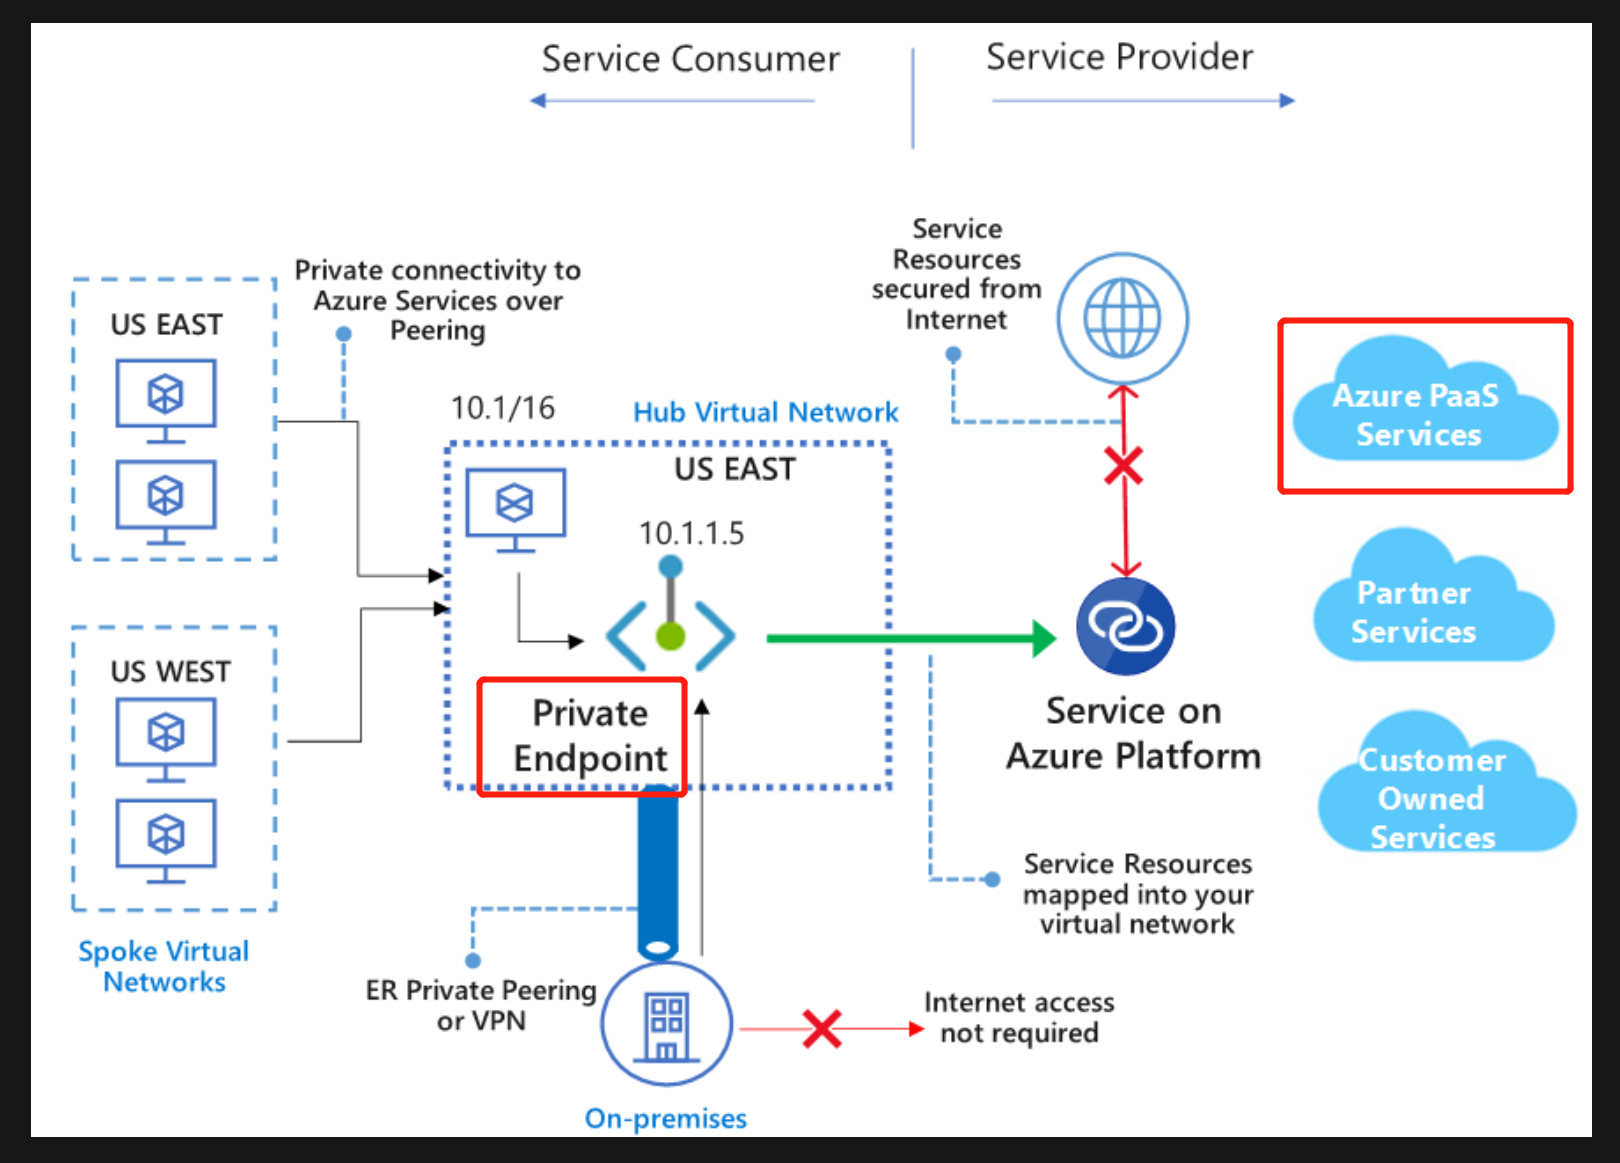 Service Consumer
Service Provider
Service
Resources
secured from
Internet
Private connectivity to
Azure Services over
Peering
US EAST
Azure PaaS
Services
10.1/16
Hub Virtual Network
US EAST
10.1.1.5
Partner
Services
US WEST
Private
Endpoint
Service on
Azure Platform
Customer
Owned
Services
Service Resources
mapped into your
virtual network
Spoke Virtual
Networks
ER Private Peering
or VPN
Internet access
not required
On-premises